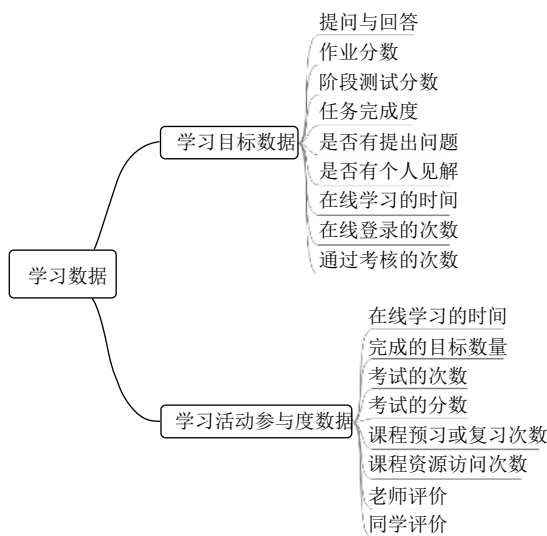 提问与回答
作业分数
阶段测试分数
任务完成度
学习目标数据
是否有提出问题
是否有个人见解
在线学习的时间
在线登录的次数
通过考核的次数
学习数据
在线学习的时间
完成的目标数量
考试的次数
考试的分数
学习活动参与度数据
课程预习或复习次数
课程资源访问次数
老师评价
同学评价